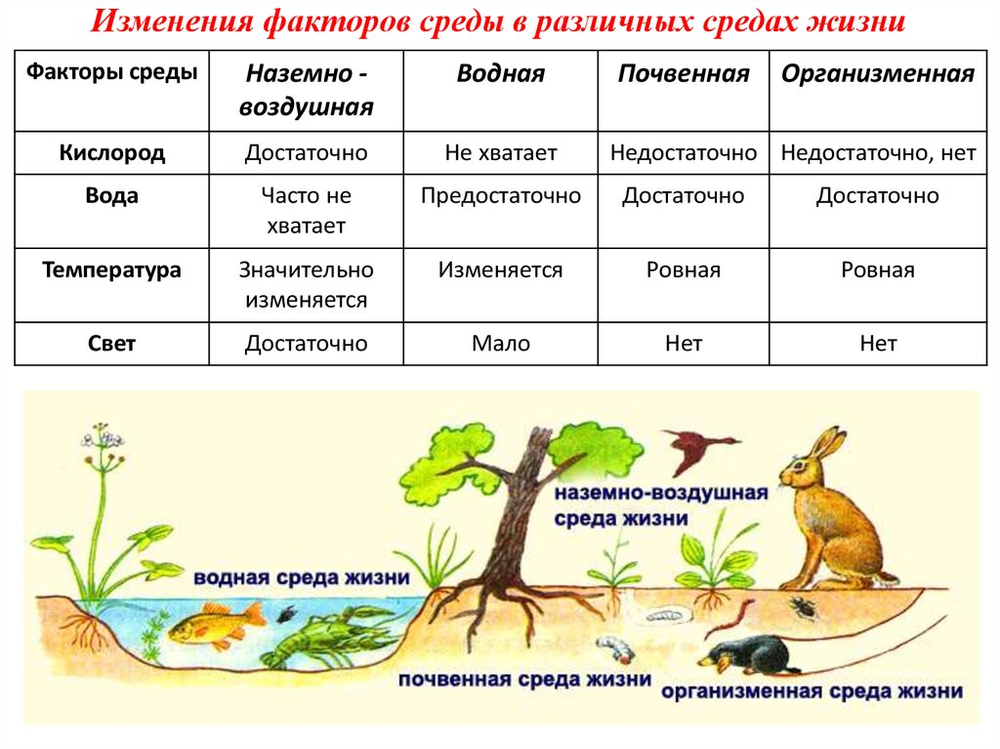 Изменения факторов среды в различных средах жизни
Факторы среды
Наземно -
воздушная
Водная
Почвенная
Организменная
Кислород
Достаточно
Не хватает
Недостаточно
Недостаточно, нет
Вода
Часто не
хватает
Предостаточно
Достаточно
Достаточно
Температура
Значительно
изменяется
Изменяется
Ровная
Ровная
Свет
Достаточно
Мало
Нет
Нет
наземно-воздушная
среда жизни
водная среда жизни
почвенная среда жизни
организменная среда жизни